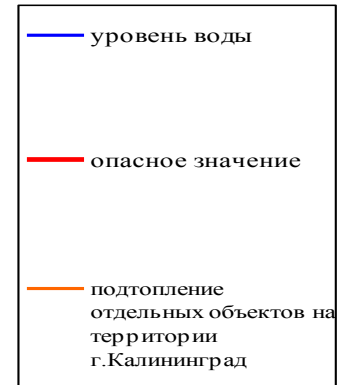 уровень воды
опасное значение
подтопление
отдельных объектов на
территории
г.Калининград